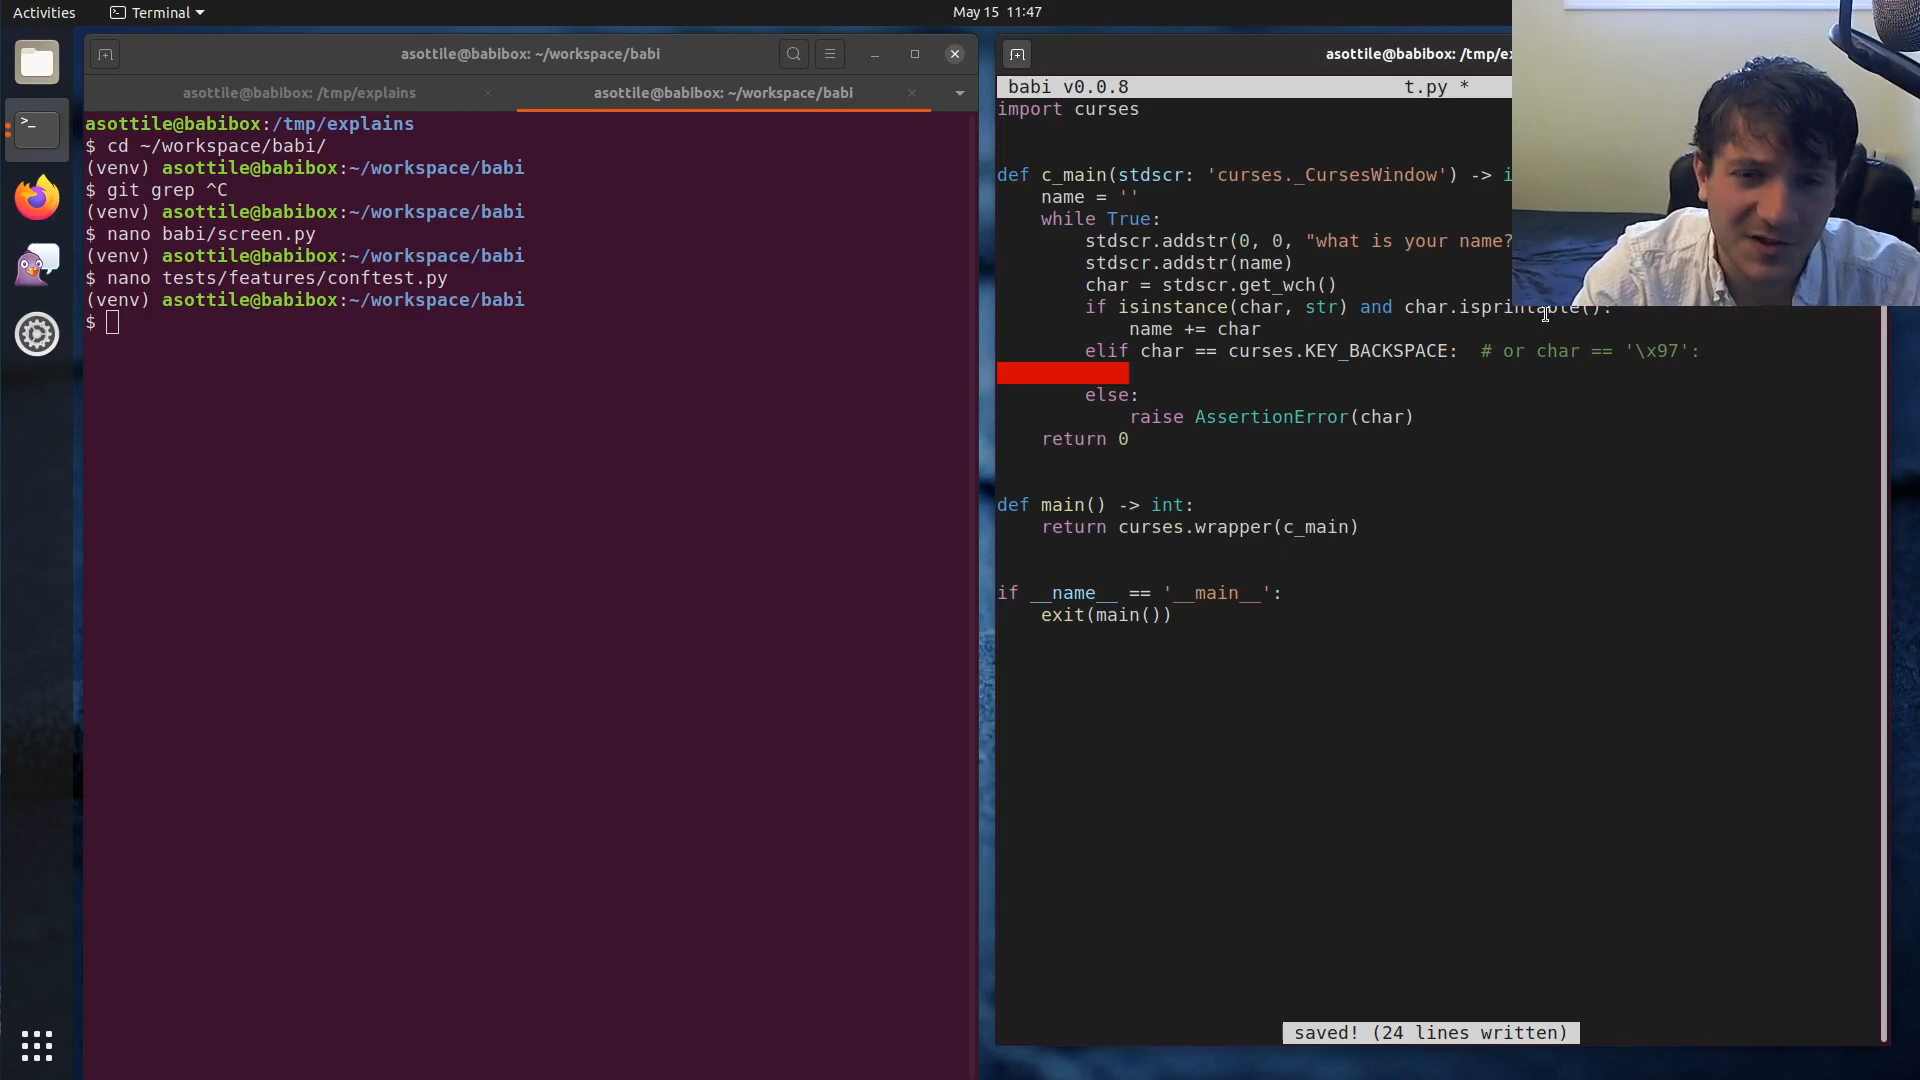 Activities
Terminal
May 15 11:47
asottile@babibox: ~/workspace/babi
asottile@babibox: /tmp/explains
asottile@babibox: ~/workspace/babi
asottile@babibox:/tmp/explains
$ cd ~/workspace/babi/
(venv) asottile@babibox:~/workspace/babi
$ git grep ^C
(venv) asottile@babibox:~/workspace/babi
$ nano babi/screen.py
(venv) asottile@babibox:~/workspace/babi
$ nano tests/features/conftest.py
(venv) asottile@babibox:~/workspace/babi
$
asottile@babibox: /tmp/ex
babi v0.0.8 t.py *
import curses
def c_main(stdscr: 'curses._CursesWindow') -> i
name = ''
while True:
stdscr.addstr(0, 0, "what is your name?
stdscr.addstr(name)
char = stdscr.get_wch()
if isinstance(char, str) and char.isprintable():
name += char
elif char == curses.KEY_BACKSPACE:  # or char == '\x97':
else:
raise AssertionError(char)
return 0
def main() -> int:
return curses.wrapper(c_main)
if __name__ == '__main__':
exit(main())
saved! (24 lines written)